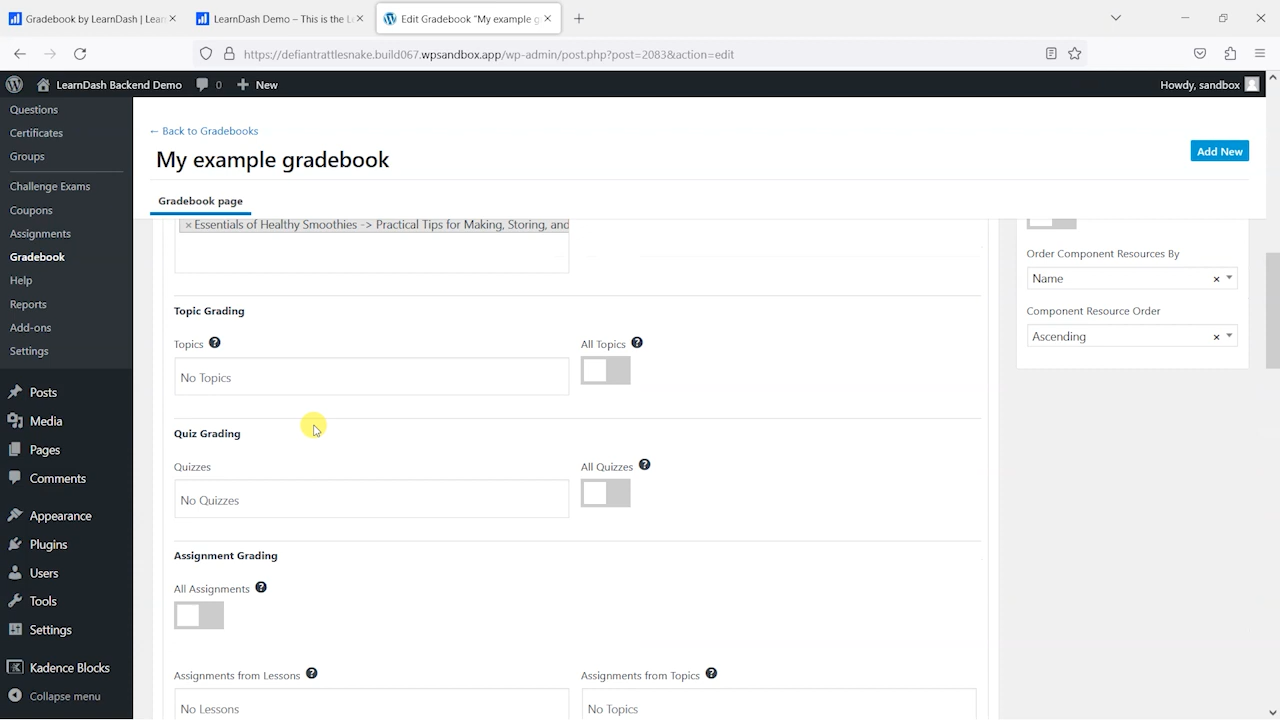 Gradebook by LearnDash | Lear
LearnDash Demo – This is the L
Edit Gradebook "My example g
https://defiantrattlesnake.build067.wpsandbox.app/wp-admin/post.php?post=2083&action=edit
LearnDash Backend Demo
0
New
Howdy, sandbox
Questions
Certificates
Groups
Challenge Exams
Coupons
Assignments
Gradebook
Help
Reports
Add-ons
Settings
Posts
Media
Pages
Comments
Appearance
Plugins
Users
Tools
Settings
Kadence Blocks
Collapse menu
← Back to Gradebooks
My example gradebook
Add New
Gradebook page
× Essentials of Healthy Smoothies -> Practical Tips for Making, Storing, and
Topic Grading
Topics
All Topics
No Topics
Quiz Grading
Quizzes
All Quizzes
No Quizzes
Assignment Grading
All Assignments
Assignments from Lessons
Assignments from Topics
No Lessons
No Topics
Order Component Resources By
Name ×
Component Resource Order
Ascending ×